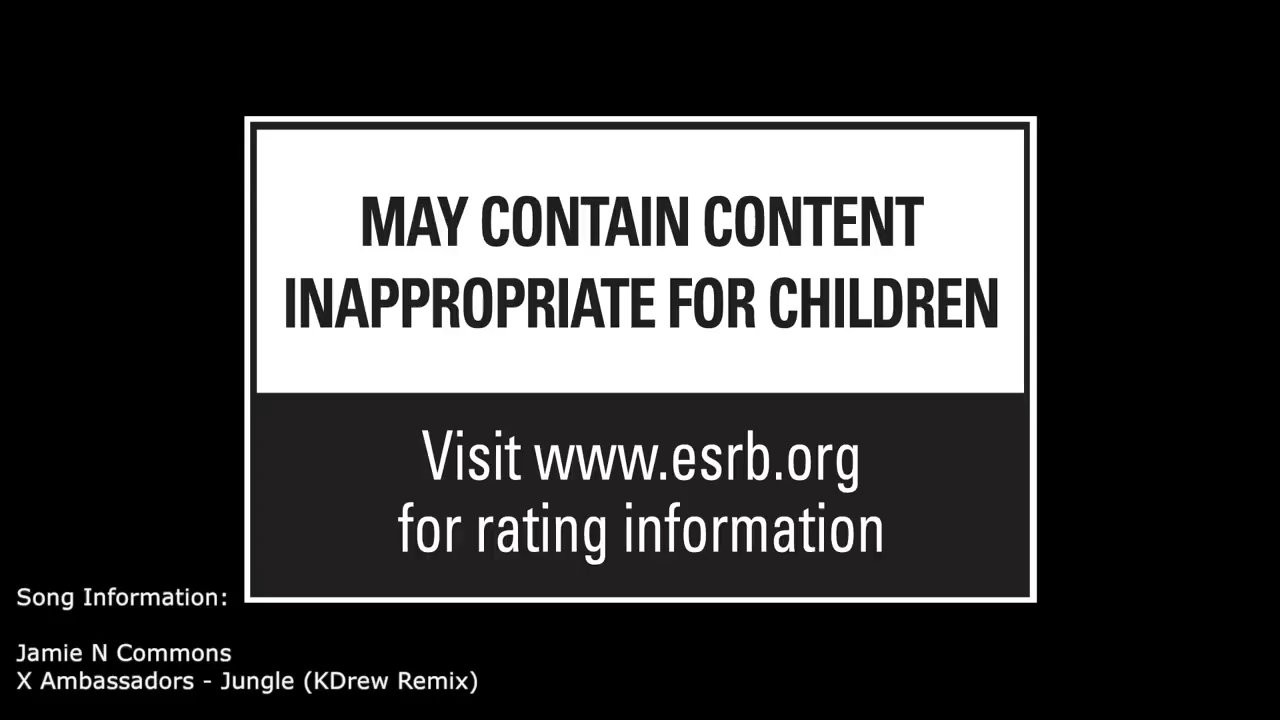 MAY CONTAIN CONTENT
INAPPROPRIATE FOR CHILDREN
Visit www.esrb.org
for rating information
Song Information:
Jamie N Commons
X Ambassadors - Jungle (KDrew Remix)